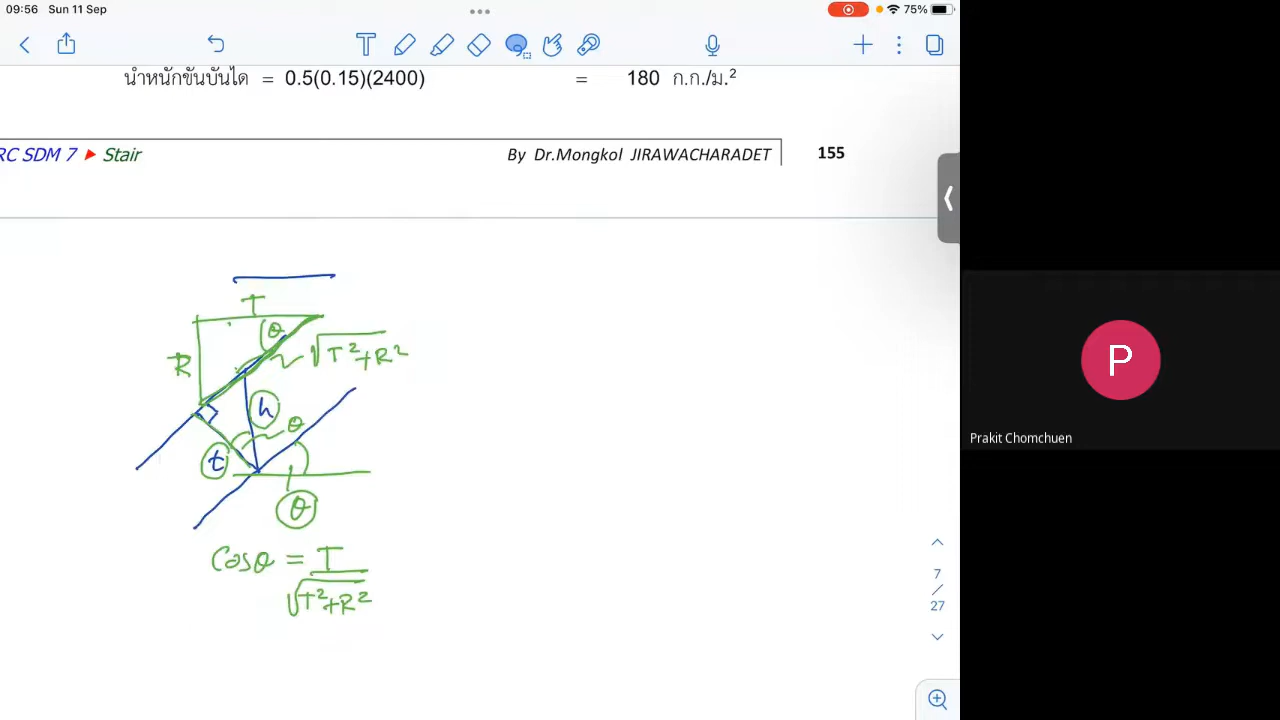 09:56 Sun 11 Sep
75%
น้ำหนักขั้นบันได = 0.5(0.15)(2400) = 180 ก.ก./ม.²
RC SDM 7 ▶ Stair
By Dr.Mongkol JIRAWACHARADET
155
T
θ
R
√T²+R²
h
θ
t
θ
Cosθ = T
√T²+R²
7
/
27
P
Prakit Chomchuen